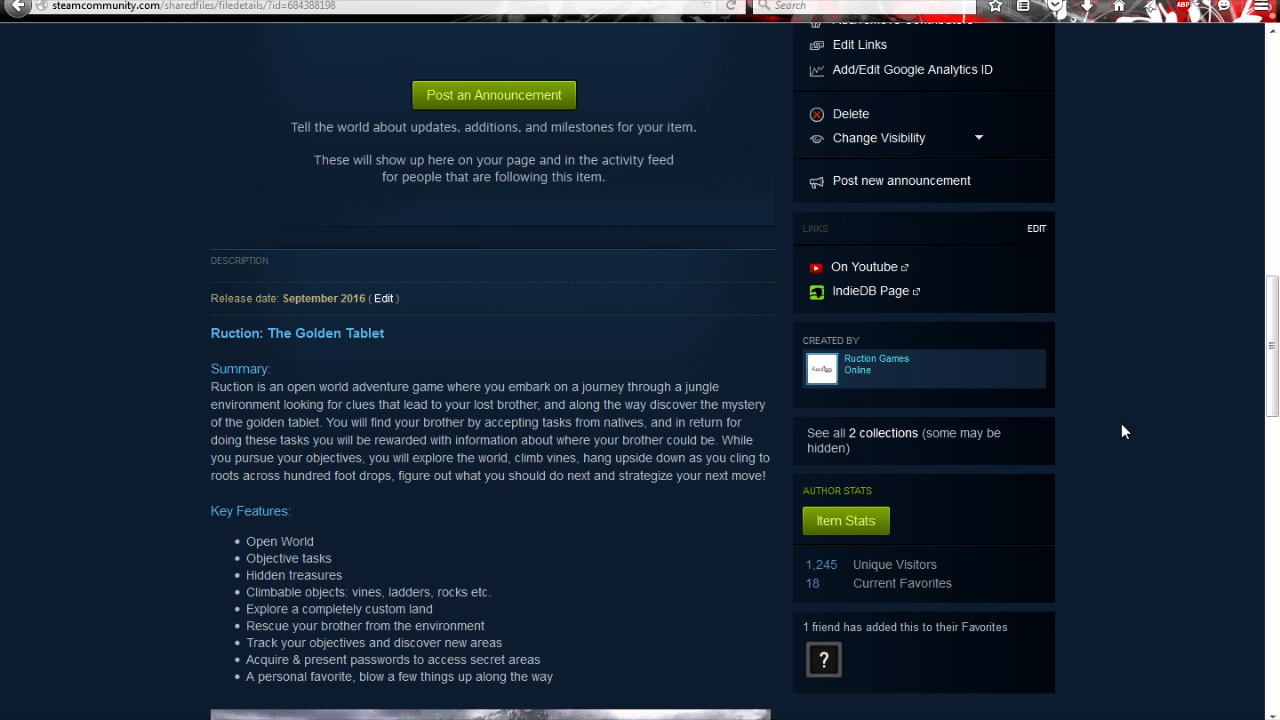 steamcommunity.com/sharedfiles/filedetails/?id=684388198
Search
ABP
Post an Announcement
Tell the world about updates, additions, and milestones for your item.
These will show up here on your page and in the activity feed
for people that are following this item.
DESCRIPTION
Release date: September 2016 ( Edit )
Ruction: The Golden Tablet
Summary:
Ruction is an open world adventure game where you embark on a journey through a jungle
environment looking for clues that lead to your lost brother, and along the way discover the mystery
of the golden tablet. You will find your brother by accepting tasks from natives, and in return for
doing these tasks you will be rewarded with information about where your brother could be. While
you pursue your objectives, you will explore the world, climb vines, hang upside down as you cling to
roots across hundred foot drops, figure out what you should do next and strategize your next move!
Key Features:
• Open World
• Objective tasks
• Hidden treasures
• Climbable objects: vines, ladders, rocks etc.
• Explore a completely custom land
• Rescue your brother from the environment
• Track your objectives and discover new areas
• Acquire & present passwords to access secret areas
• A personal favorite, blow a few things up along the way
Edit Links
Add/Edit Google Analytics ID
Delete
Change Visibility
Post new announcement
LINKS EDIT
On Youtube
IndieDB Page
CREATED BY
Ruction Games
Online
See all 2 collections (some may be
hidden)
AUTHOR STATS
Item Stats
1,245 Unique Visitors
18 Current Favorites
1 friend has added this to their Favorites
?